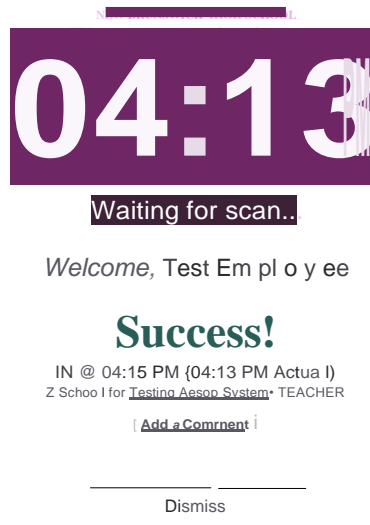 04:13
Waiting for scan...
Welcome, Test Em pl o y ee
Success!
IN @ 04:15 PM {04:13 PM Actua l)
Z Schoo l for Testing Aesop System• TEACHER
[ Add a Comrnent i
Dismiss